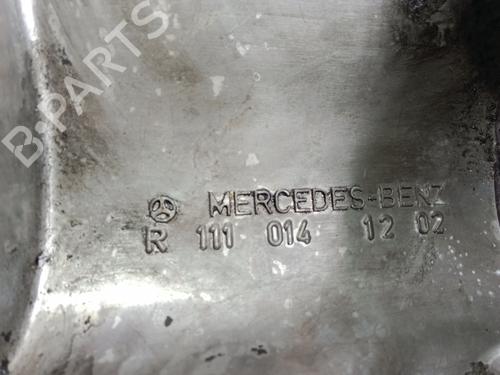 B-PARTS
MERCEDES-BENZ
R 111 014 12 02